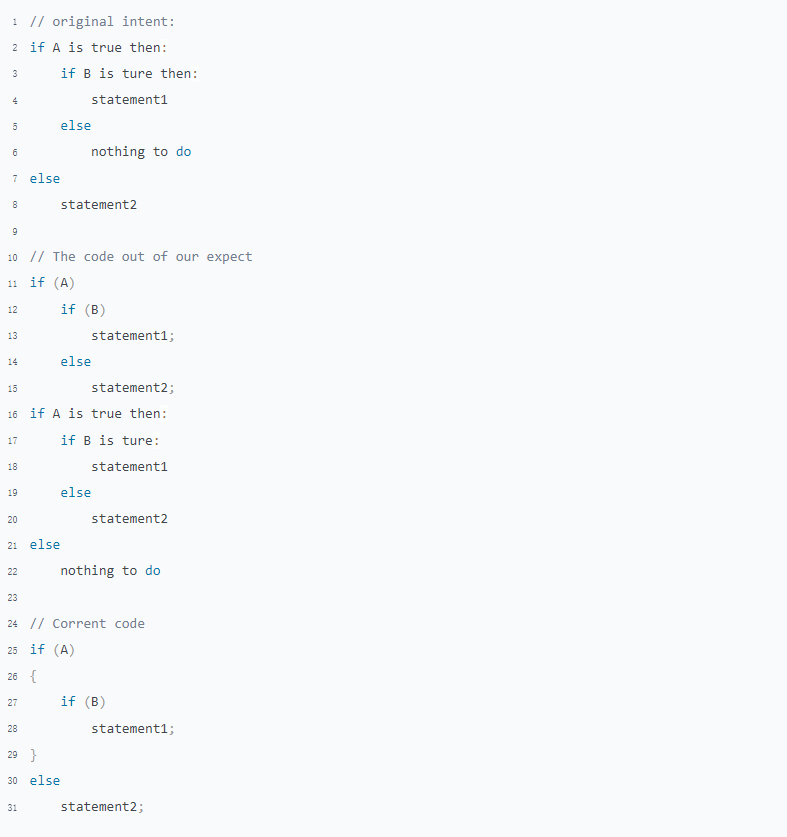 1 // original intent:
2 if A is true then:
3     if B is ture then:
4         statement1
5     else
6         nothing to do
7 else
8     statement2
9
10 // The code out of our expect
11 if (A)
12     if (B)
13         statement1;
14     else
15         statement2;
16 if A is true then:
17     if B is ture:
18         statement1
19     else
20         statement2
21 else
22     nothing to do
23
24 // Corrent code
25 if (A)
26 {
27     if (B)
28         statement1;
29 }
30 else
31     statement2;